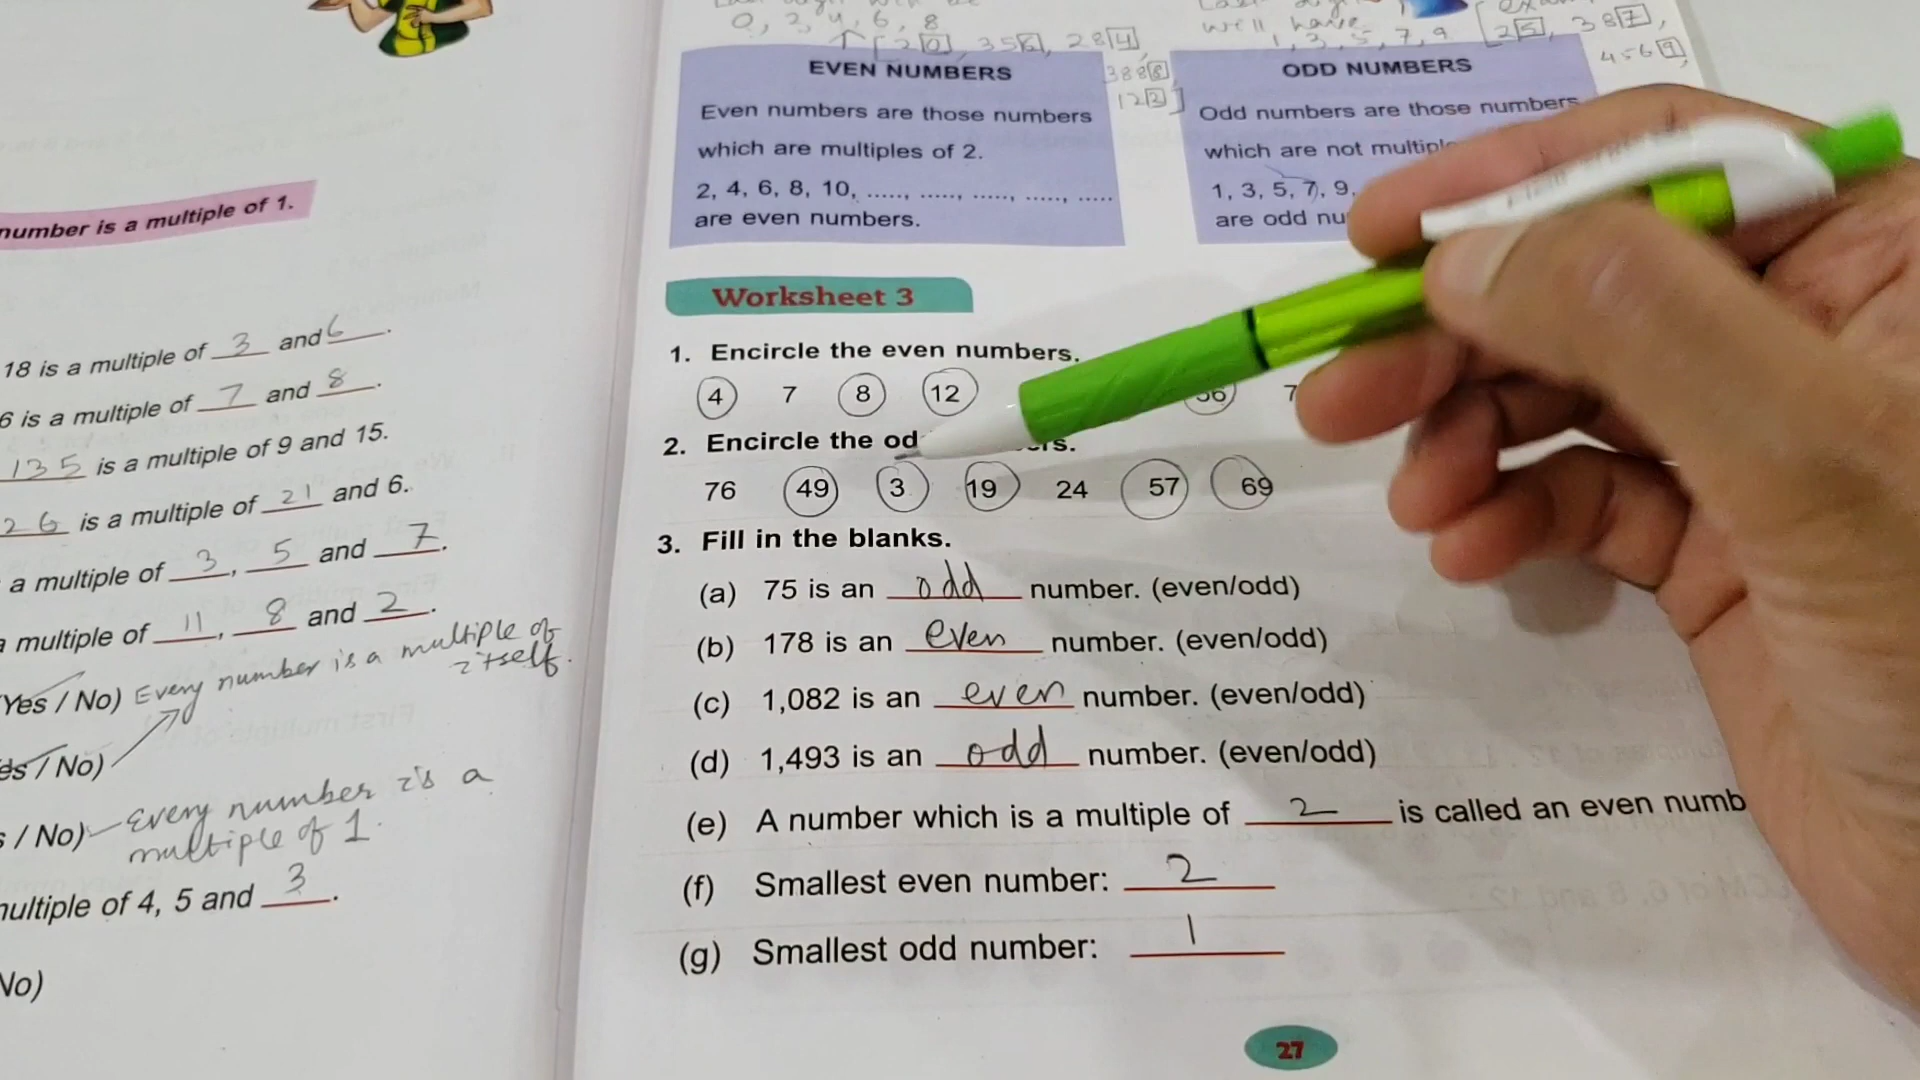 0, 2, 4, 6, 8
[20, 356, 284,
3888,
122]
well have
1, 3, 5, 7, 9
[25, 387,
4569,
EVEN NUMBERS
Even numbers are those numbers
which are multiples of 2.
2, 4, 6, 8, 10, ......, ......, ......, ......, ......
are even numbers.
ODD NUMBERS
Odd numbers are those numbers
which are not
1, 3, 5, 7, 9,
are odd
number is a multiple of 1.
18 is a multiple of 3 and 6.
6 is a multiple of 7 and 8.
135 is a multiple of 9 and 15.
26 is a multiple of 21 and 6.
a multiple of 3, 5 and 7.
a multiple of 11, 8 and 2.
Yes / No) Every number is a multiple of
itself.
es / No)
s / No) Every number is a
multiple of 1.
multiple of 4, 5 and 3.
No)
Worksheet 3
1. Encircle the even numbers.
4 7 8 12 56 7
2. Encircle the od ers.
76 49 3 19 24 57 69
3. Fill in the blanks.
(a) 75 is an odd number. (even/odd)
(b) 178 is an even number. (even/odd)
(c) 1,082 is an even number. (even/odd)
(d) 1,493 is an odd number. (even/odd)
(e) A number which is a multiple of 2 is called an even numb
(f) Smallest even number: 2
(g) Smallest odd number: 1
27